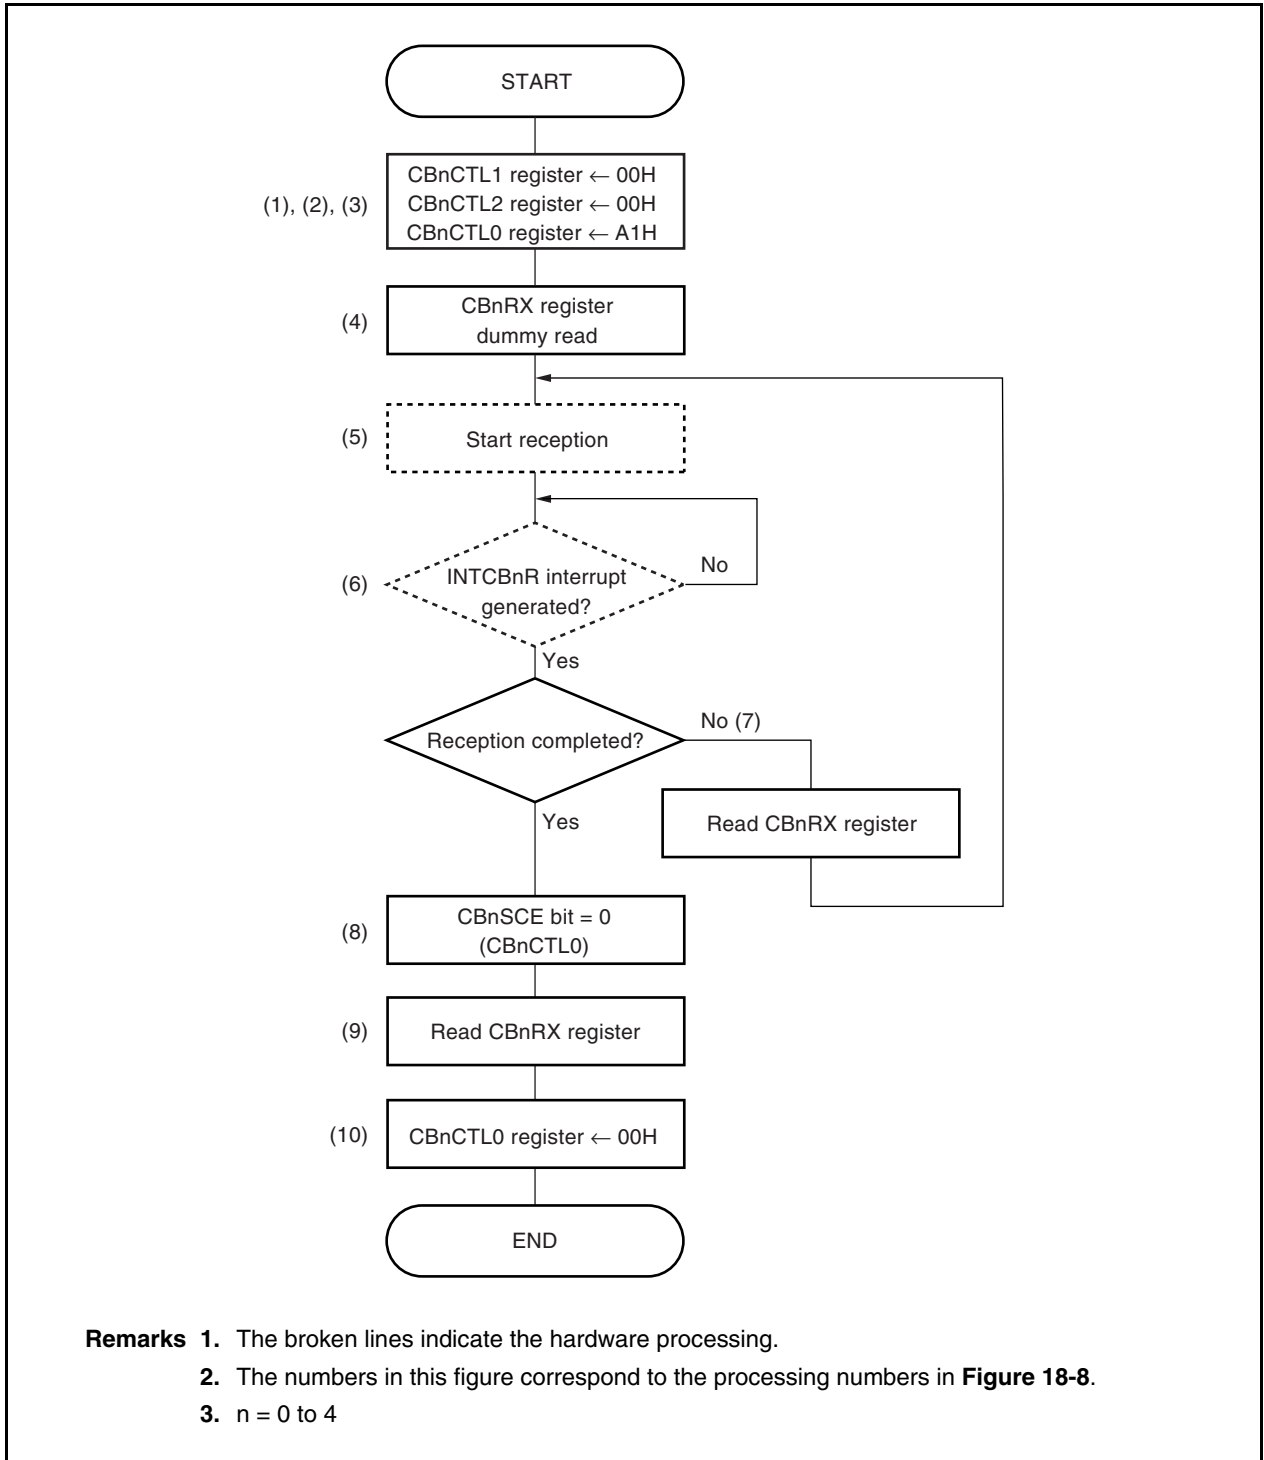 START
(1), (2), (3)
CBnCTL1 register ← 00H
CBnCTL2 register ← 00H
CBnCTL0 register ← A1H
(4)
CBnRX register
dummy read
(5)
Start reception
(6)
INTCBnR interrupt
generated?
No
Yes
Reception completed?
No (7)
Read CBnRX register
Yes
(8)
CBnSCE bit = 0
(CBnCTL0)
(9)
Read CBnRX register
(10)
CBnCTL0 register ← 00H
END
Remarks 1. The broken lines indicate the hardware processing.
2. The numbers in this figure correspond to the processing numbers in Figure 18-8.
3. n = 0 to 4